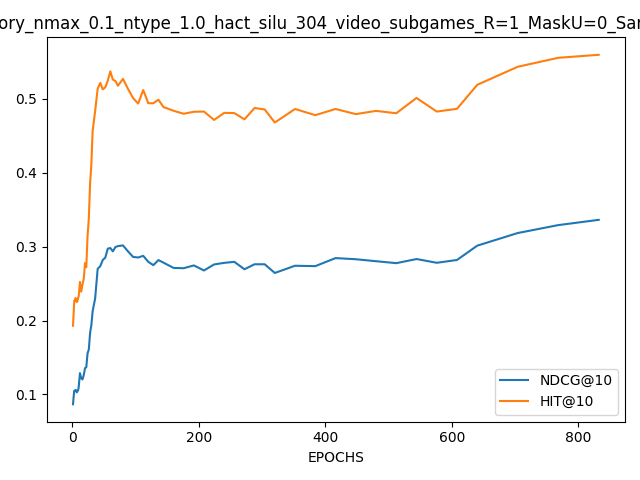 ory_nmax_0.1_ntype_1.0_hact_silu_304_video_subgames_R=1_MaskU=0_Sar
0.5
0.4
0.3
0.2
0.1
0 200 400 600 800
EPOCHS
NDCG@10
HIT@10